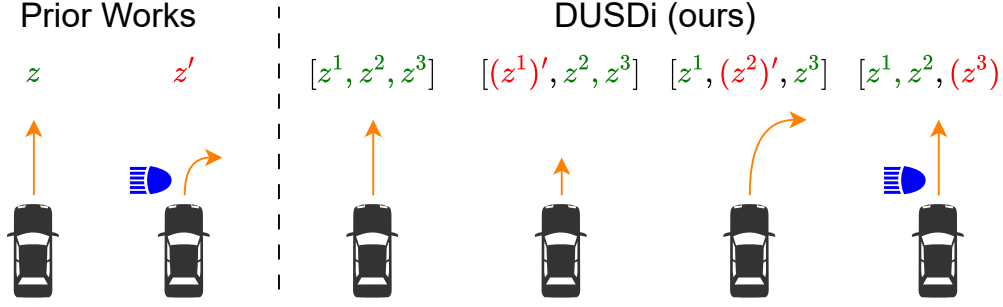 Prior Works
DUSDi (ours)
z
z′
[z¹, z², z³]
[(z¹)′, z², z³]
[z¹, (z²)′, z³]
[z¹, z², (z³)